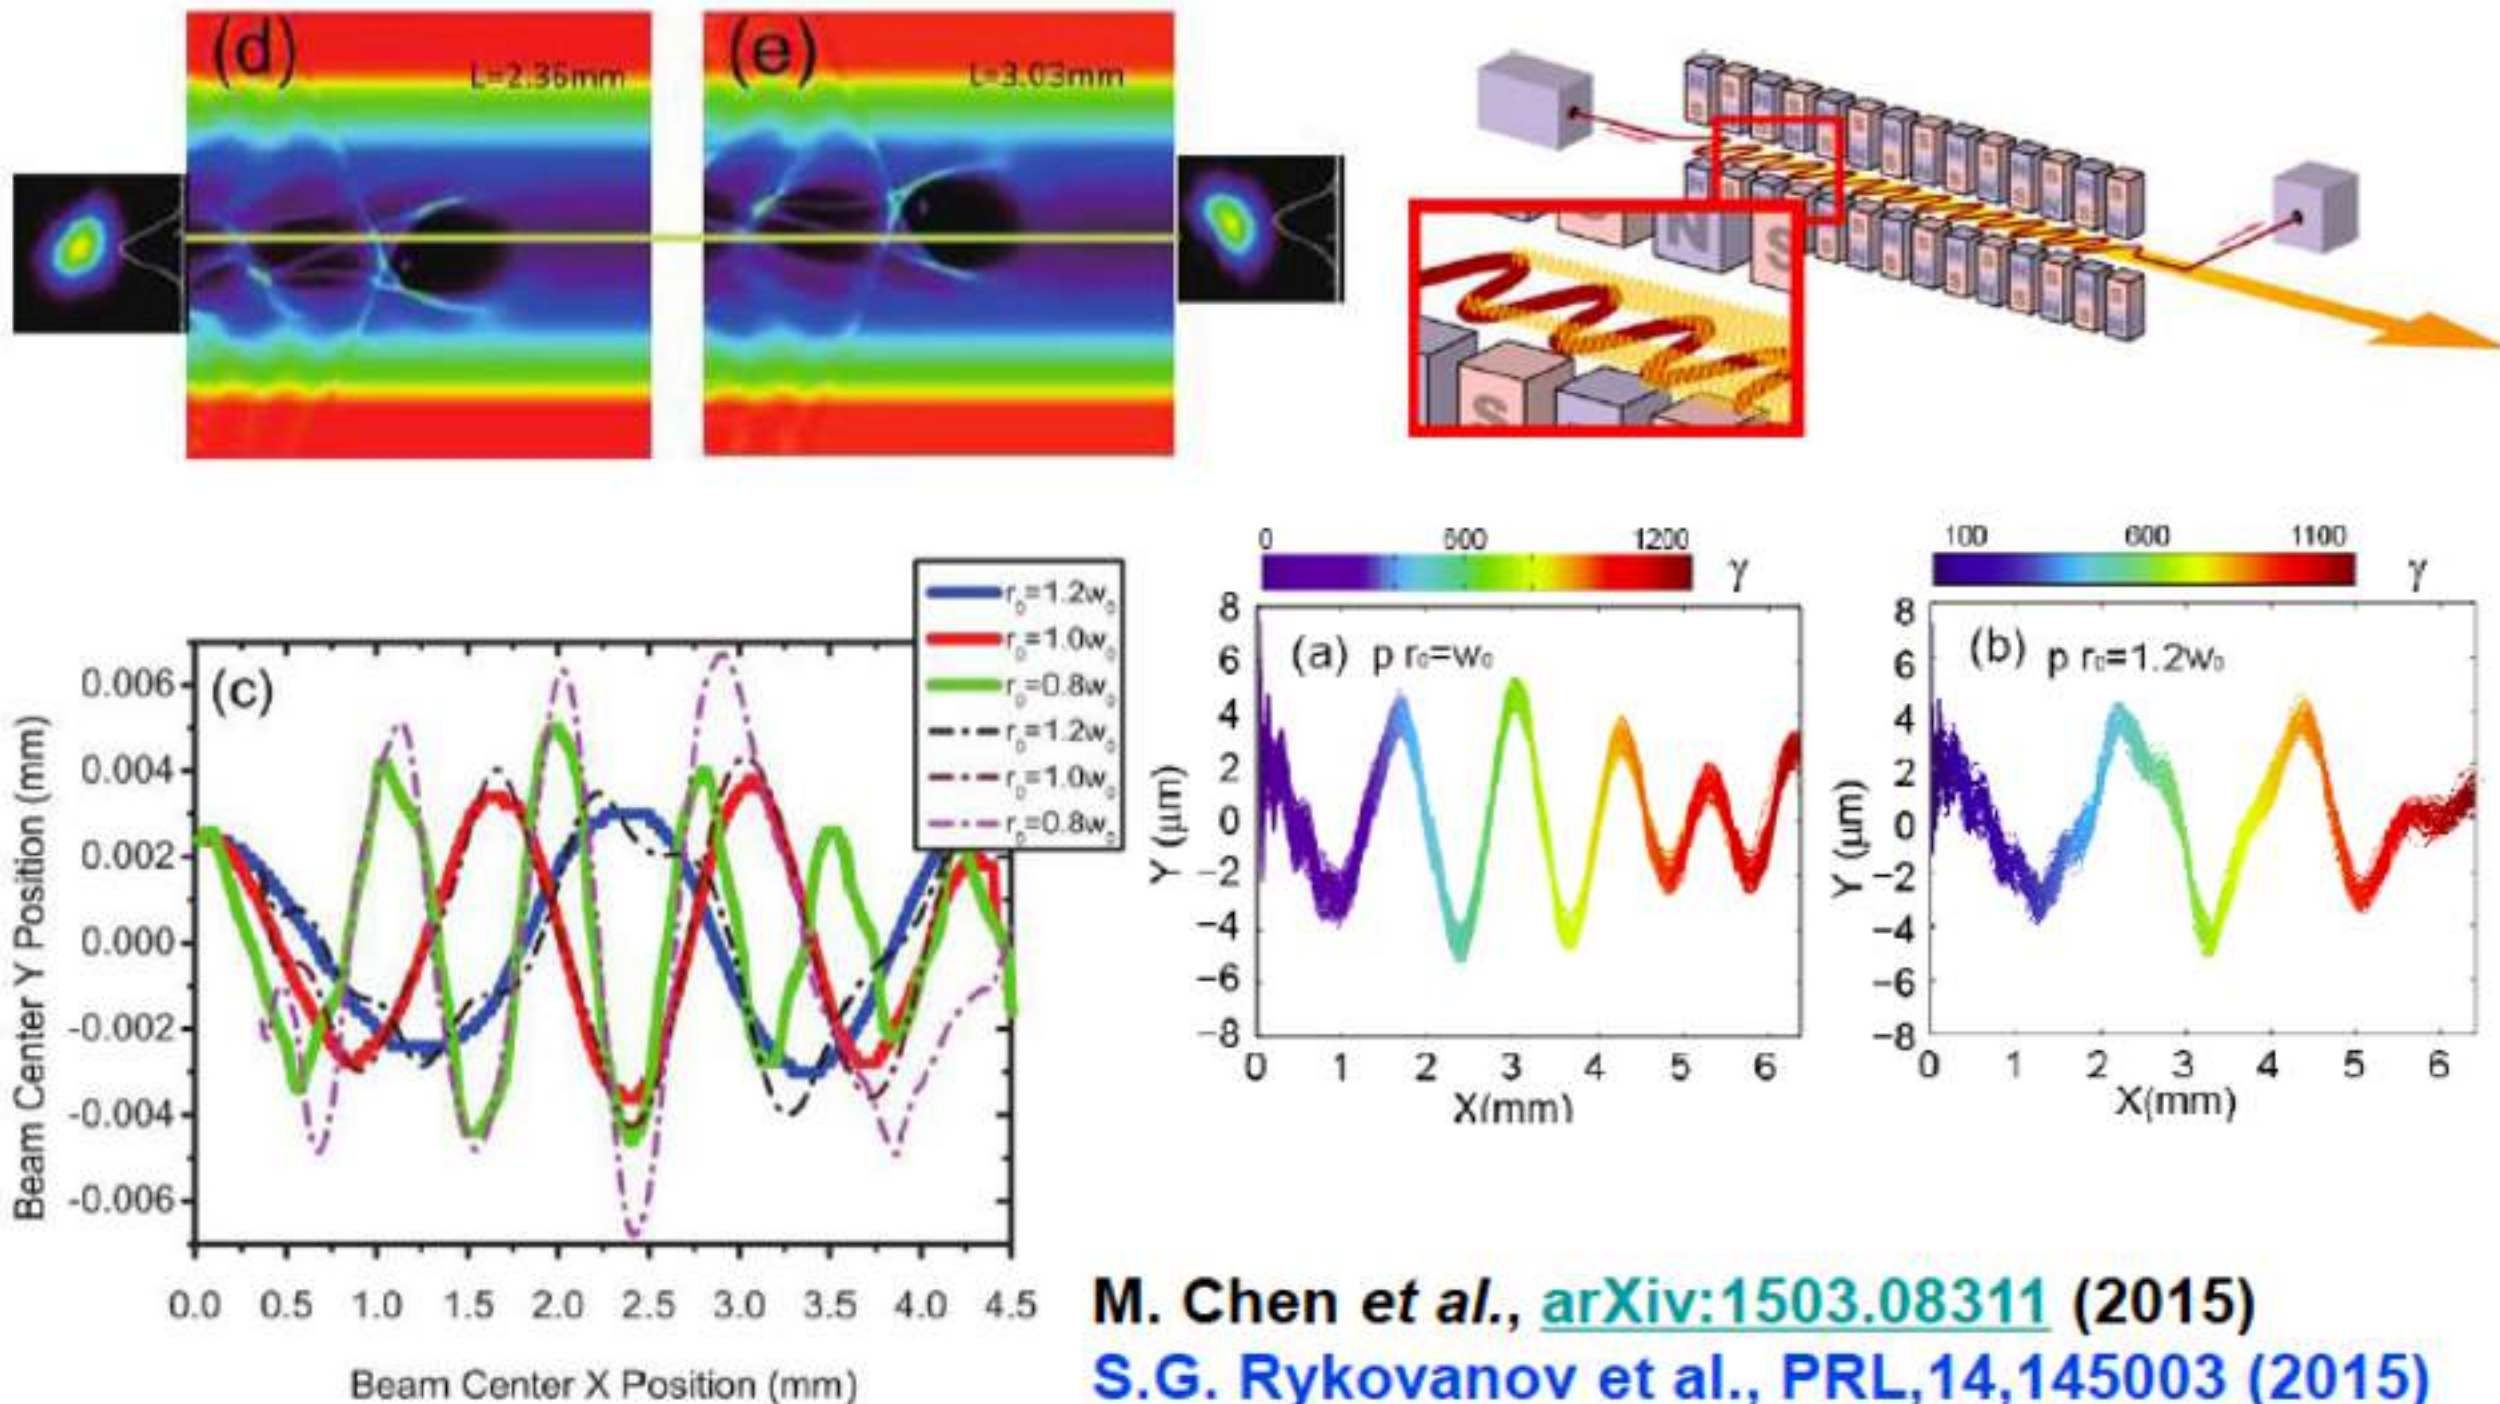 (d)
L=2.36mm
(e)
L=3.03mm
N
S
S
r₀=1.2w₀
r₀=1.0w₀
r₀=0.8w₀
r₀=1.2w₀
r₀=1.0w₀
r₀=0.8w₀
(c)
0.006
0.004
0.002
0.000
-0.002
-0.004
-0.006
Beam Center Y Position (mm)
0.0 0.5 1.0 1.5 2.0 2.5 3.0 3.5 4.0 4.5
Beam Center X Position (mm)
0 600 1200
γ
(a) p r₀=w₀
8
6
4
2
0
−2
−4
−6
−8
Y (μm)
0 1 2 3 4 5 6
X(mm)
100 600 1100
γ
(b) p r₀=1.2w₀
8
6
4
2
0
−2
−4
−6
−8
Y (μm)
0 1 2 3 4 5 6
X(mm)
M. Chen et al., arXiv:1503.08311 (2015)
S.G. Rykovanov et al., PRL,14,145003 (2015)